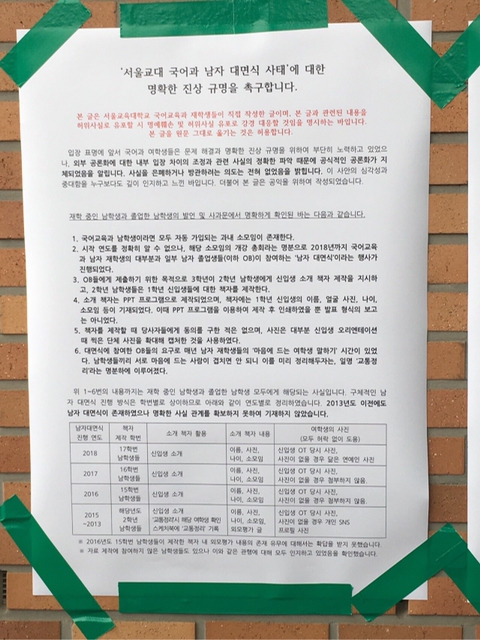 '서울교대 국어과 남자 대면식 사태'에 대한
명확한 진상 규명을 촉구합니다.
본 글은 서울교육대학교 국어교육과 재학생들이 직접 작성한 글이며, 본 글과 관련된 내용을
허위사실로 유포할 시 명예훼손 및 허위사실 유포로 강경 대응할 것임을 명시하는 바입니다.
본 글을 원문 그대로 옮기는 것은 허용합니다.
입장 표명에 앞서 국어과 여학생들은 문제 해결과 명확한 진상 규명을 위하여 부단히 노력하고 있었으
나, 외부 공론화에 대한 내부 입장 차이의 조정과 관련 사실의 정확한 파악 때문에 공식적인 공론화가 지
체되었음을 알립니다. 사실을 은폐하거나 방관하려는 의도는 전혀 없었음을 밝힙니다. 이 사안의 심각성과
중대함을 누구보다도 깊이 인지하고 느낀 바입니다. 더불어 본 글은 공익을 위하여 작성되었습니다.
재학 중인 남학생과 졸업한 남학생의 발언 및 사과문에서 명확하게 확인된 바는 다음과 같습니다.
1. 국어교육과 남학생이라면 모두 자동 가입되는 과내 소모임이 존재한다.
2. 시작 연도를 정확히 알 수 없으나, 해당 소모임의 개강 총회라는 명분으로 2018년까지 국어교육
과 남자 재학생의 대부분과 일부 남자 졸업생들(이하 OB)이 참여하는 '남자 대면식'이라는 행사가
진행되었다.
3. OB들에게 제출하기 위한 목적으로 3학년이 2학년 남학생에게 신입생 소개 책자 제작을 지시하
고, 2학년 남학생들은 1학년 신입생들에 대한 책자를 제작한다.
4. 소개 책자는 PPT 프로그램으로 제작되었으며, 책자에는 1학년 신입생의 이름, 얼굴 사진, 나이,
소모임 등이 기재되었다. 이때 PPT 프로그램을 이용하여 제작 후 인쇄하였을 뿐 발표 형식의 보고
는 아니었다.
5. 책자를 제작할 때 당사자들에게 동의를 구한 적은 없으며, 사진은 대부분 신입생 오리엔테이션
때 찍은 단체 사진을 확대해 캡처한 것을 사용하였다.
6. 대면식에 참여한 OB들의 요구로 매년 남자 재학생들의 '마음에 드는 여학생 말하기' 시간이 있었
다. 남학생들끼리 서로 마음에 드는 사람이 겹치면 안 되니 이를 미리 정리해두자는, 일명 '교통정
리'라는 명분하에 이루어졌다.
위 1~6번의 내용까지는 재학 중인 남학생과 졸업한 남학생 모두에게 해당되는 사실입니다. 구체적인 남
자 대면식 진행 방식은 학번별로 상이하므로 아래와 같이 연도별로 정리하였습니다. 2013년도 이전에도
남자 대면식이 존재하였으나 명확한 사실 관계를 확보하지 못하여 기재하지 않았습니다.
남자대면식 진행 연도 책자 제작 학번 소개 책자 활용 소개 책자 내용 여학생의 사진 (모두 허락 없이 도용)
2018 17학번 남학생들 신입생 소개 이름, 사진, 나이, 소모임 신입생 OT 당시 사진, 사진이 없을 경우 닮은 연예인 사진
2017 16학번 남학생들 신입생 소개 이름, 사진, 나이, 소모임 신입생 OT 당시 사진, 사진이 없을 경우 첨부하지 않음.
2016 15학번 남학생들 신입생 소개 이름, 사진, 나이, 소모임 신입생 OT 당시 사진, 사진이 없을 경우 첨부하지 않음.
2015 ~2013 해당년도 2학년 남학생들 신입생 소개 '교통정리'시 해당 여학생 확인 스케치북에 '교통정리' 기록 이름, 사진, 나이, 소모임, 외모평가 글 신입생 OT 당시 사진, 사진이 없을 경우 개인 SNS 프로필 사진
※ 2016년도 15학번 남학생들이 제작한 책자 내 외모평가 내용의 존재 유무에 대해서는 확답을 받지 못했습니다.
※ 자료 제작에 참여하지 않은 남학생들도 있으나 이와 같은 관행에 대해 모두 인지하고 있었음을 확인했습니다.